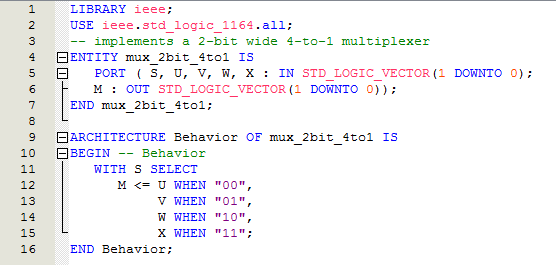 1 LIBRARY ieee;
2 USE ieee.std_logic_1164.all;
3 -- implements a 2-bit wide 4-to-1 multiplexer
4 ENTITY mux_2bit_4to1 IS
5 PORT ( S, U, V, W, X : IN STD_LOGIC_VECTOR(1 DOWNTO 0);
6 M : OUT STD_LOGIC_VECTOR(1 DOWNTO 0));
7 END mux_2bit_4to1;
8
9 ARCHITECTURE Behavior OF mux_2bit_4to1 IS
10 BEGIN -- Behavior
11 WITH S SELECT
12 M <= U WHEN "00",
13 V WHEN "01",
14 W WHEN "10",
15 X WHEN "11";
16 END Behavior;